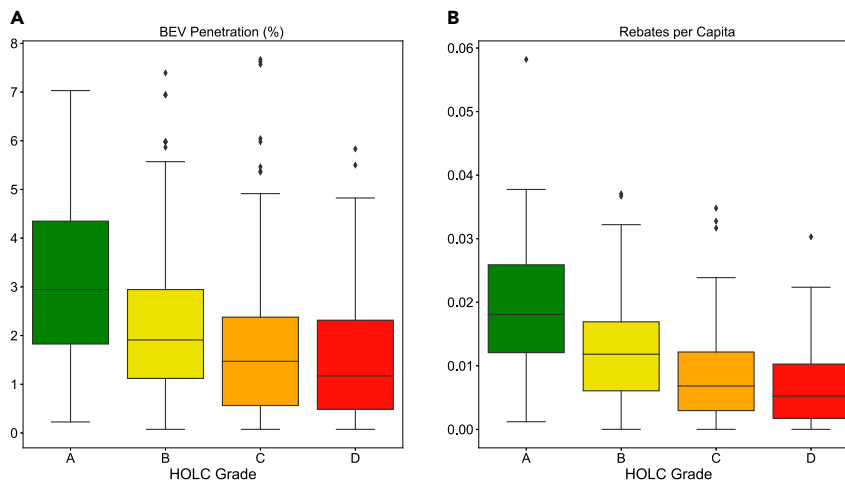 A
BEV Penetration (%)
8
7
6
5
4
3
2
1
0
A B C D
HOLC Grade
B
Rebates per Capita
0.06
0.05
0.04
0.03
0.02
0.01
0.00
A B C D
HOLC Grade